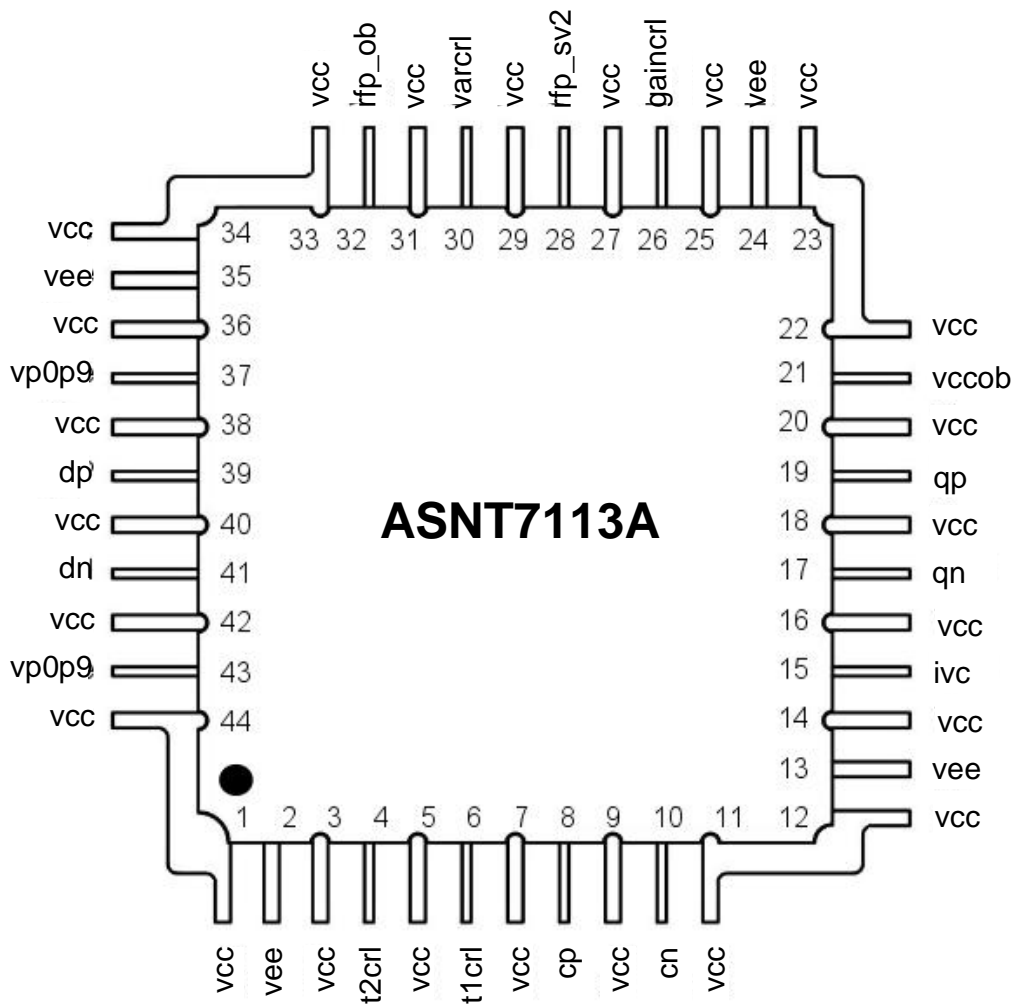 vcc rfp_ob vcc varcrl vcc rfp_sv2 vcc gaincrl vcc vee vcc
33 32 31 30 29 28 27 26 25 24 23
vcc 34
vee 35
vcc 36
vp0p9 37
vcc 38
dp 39
vcc 40
dn 41
vcc 42
vp0p9 43
vcc 44
ASNT7113A
22 vcc
21 vccob
20 vcc
19 qp
18 vcc
17 qn
16 vcc
15 ivc
14 vcc
13 vee
12 vcc
1 2 3 4 5 6 7 8 9 10 11
vcc vee vcc t2crl vcc t1crl vcc cp vcc cn vcc